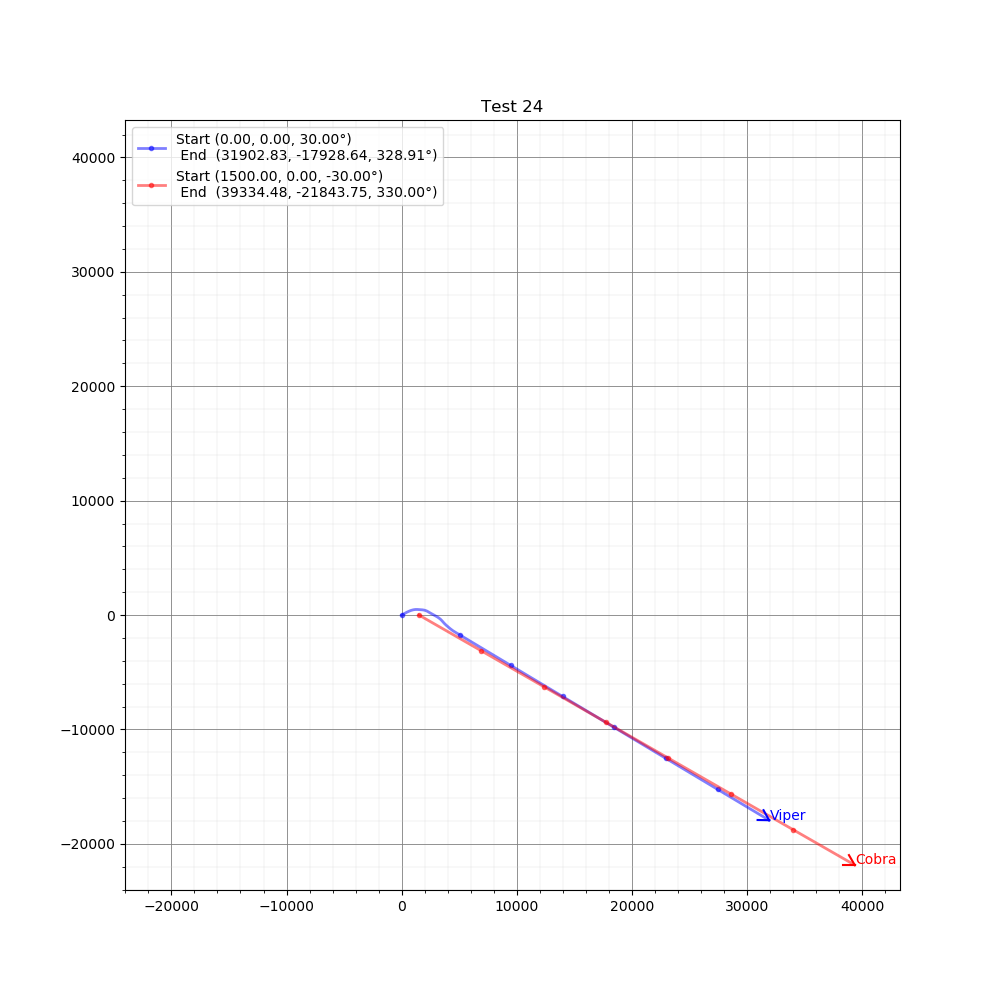 Test 24
Start (0.00, 0.00, 30.00°)
End  (31902.83, -17928.64, 328.91°)
Start (1500.00, 0.00, -30.00°)
End  (39334.48, -21843.75, 330.00°)
40000
30000
20000
10000
0
−10000
−20000
Viper
Cobra
−20000 −10000 0 10000 20000 30000 40000